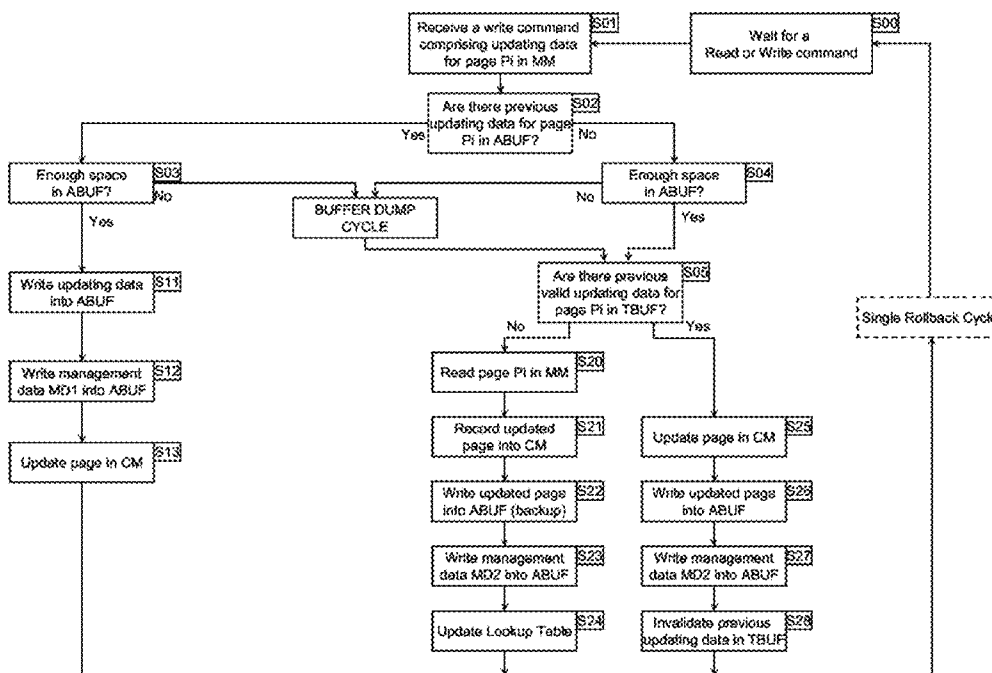 S01
Receive a write command
comprising updating data
for page Pi in MM
S00
Wait for a
Read or Write command
S02
Are there previous
updating data for page
Pi in ABUF?
Yes
No
S03
Enough space
in ABUF?
No
Yes
S04
Enough space
in ABUF?
No
Yes
BUFFER DUMP
CYCLE
S05
Are there previous
valid updating data for
page Pi in TBUF?
No
Yes
Single Rollback Cycle
S11
Write updating data
into ABUF
S12
Write management
data MD1 into ABUF
S13
Update page in CM
S20
Read page Pi in MM
S21
Record updated
page into CM
S22
Write updated page
into ABUF (backup)
S23
Write management
data MD2 into ABUF
S24
Update Lookup Table
S25
Update page in CM
S26
Write updated page
into ABUF
S27
Write management
data MD2 into ABUF
S28
Invalidate previous
updating data in TBUF